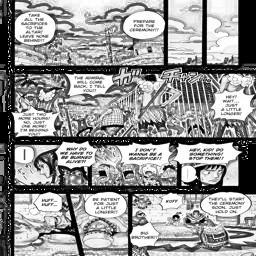 TAKE
ALL THE
SACRIFICES
TO THE
ALTAR!
LEAVE NONE
BEHIND!!
PREPARE
FOR THE
CEREMONY!!
THE ADMIRAL
WILL COME
BACK, I TELL
YOU!!
HEY!
WAIT...
JUST A
LITTLE
LONGER!
JUST TWO
MORE HOURS!
NO,
JUST ONE
MORE...
I'M
BEGGING
YOU!
WHY DO
WE HAVE TO
BE BURNED
ALIVE?!
I DON'T
WANNA BE A
SACRIFICE!!
HEY, KID! DO
SOMETHING!
STOP THEM!!
HUFF...
HUFF...
BE PATIENT FOR
JUST A LITTLE
LONGER!!
HUFF
BIG
BROTHER!!
THEY'LL START
THE CEREMONY
SOON. JUST
HOLD ON.